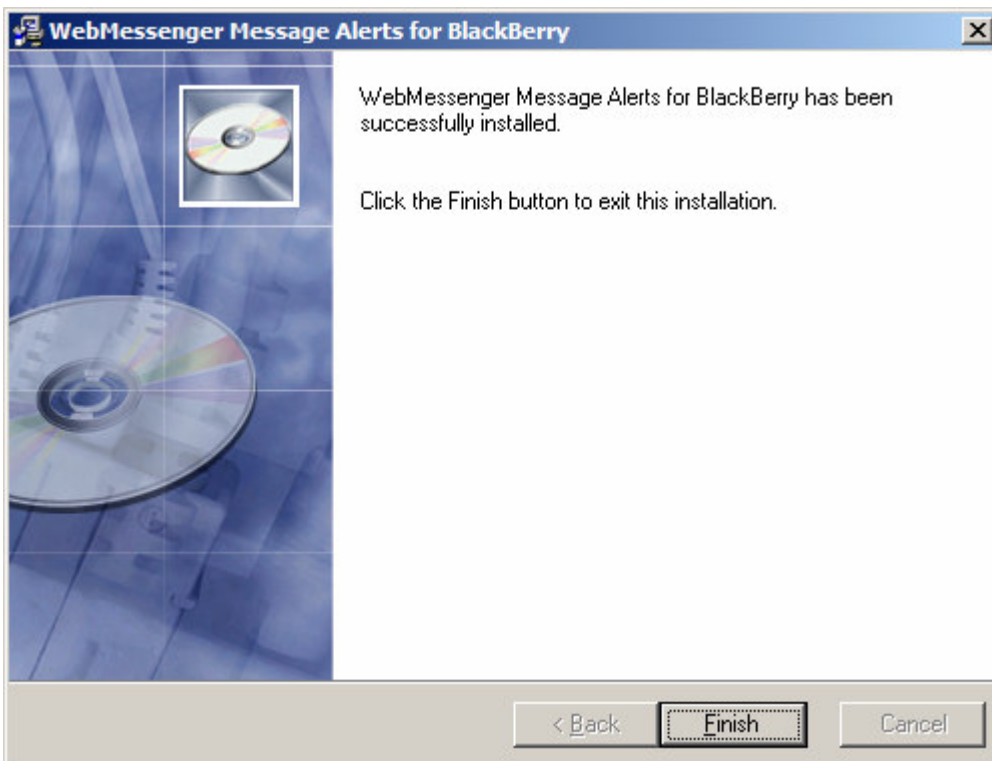 WebMessenger Message Alerts for BlackBerry
WebMessenger Message Alerts for BlackBerry has been
successfully installed.
Click the Finish button to exit this installation.
< Back
Finish
Cancel